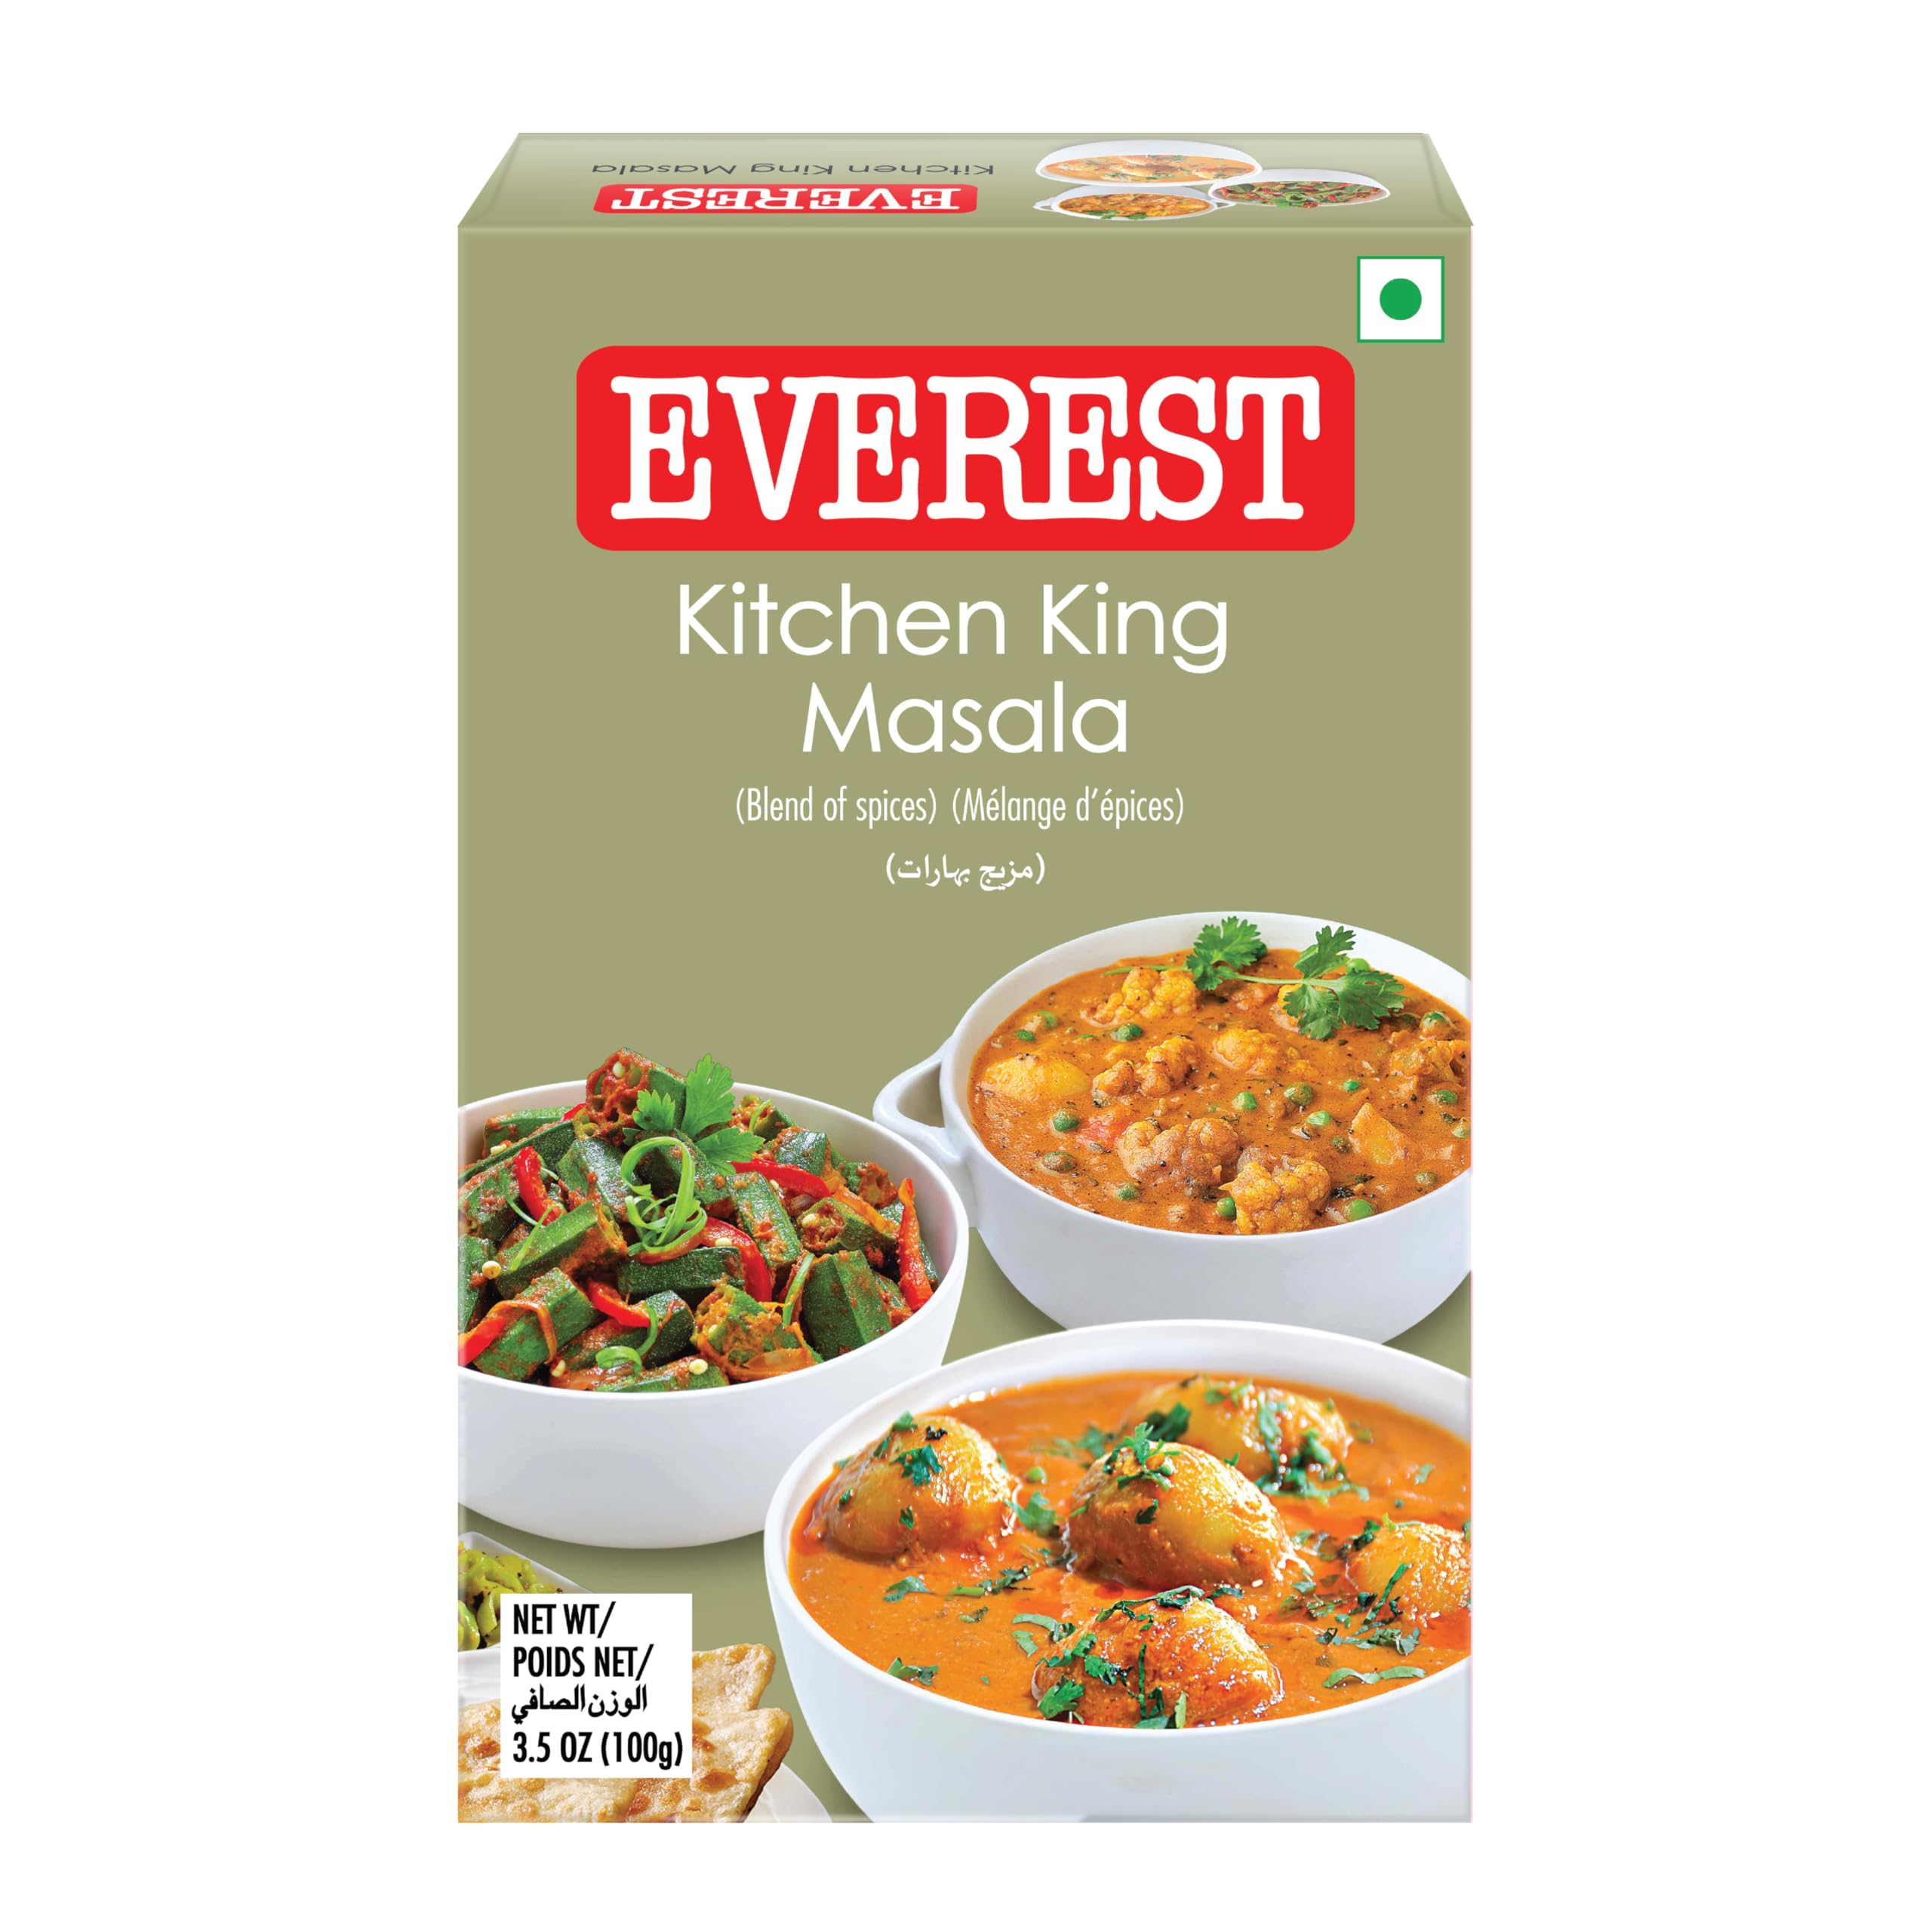 Kitchen King Masala
EVEREST
EVEREST
Kitchen King
Masala
(Blend of spices) (Mélange d'épices)
(مزيج بهارات)
NET WT/
POIDS NET/
الوزن الصافي
3.5 OZ (100g)